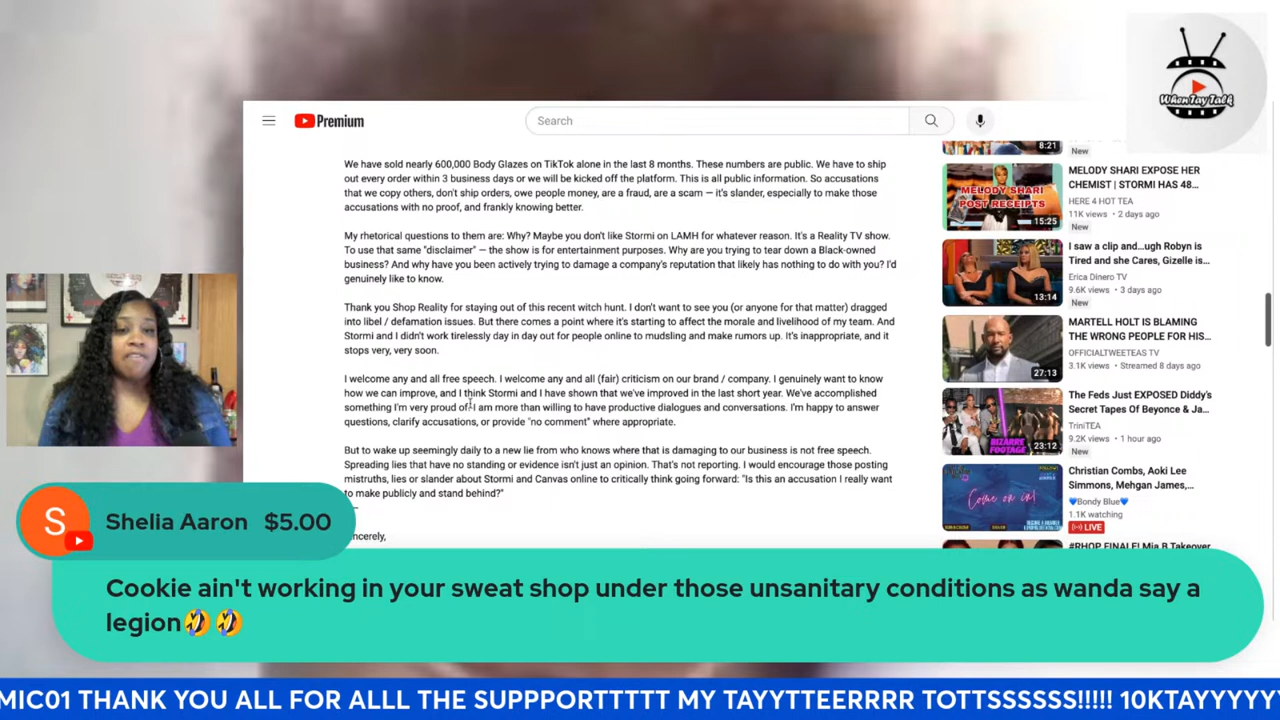 When Tay Talk
Premium
Search
We have sold nearly 600,000 Body Glazes on TikTok alone in the last 8 months. These numbers are public. We have to ship
out every order within 3 business days or we will be kicked off the platform. This is all public information. So accusations
that we copy others, don't ship orders, owe people money, are a fraud, are a scam — it's slander, especially to make those
accusations with no proof, and frankly knowing better.
My rhetorical questions to them are: Why? Maybe you don't like Stormi on LAMH for whatever reason. It's a Reality TV show.
To use that same "disclaimer" — the show is for entertainment purposes. Why are you trying to tear down a Black-owned
business? And why have you been actively trying to damage a company's reputation that likely has nothing to do with you? I'd
genuinely like to know.
Thank you Shop Reality for staying out of this recent witch hunt. I don't want to see you (or anyone for that matter) dragged
into libel / defamation issues. But there comes a point where it's starting to affect the morale and livelihood of my team. And
Stormi and I didn't work tirelessly day in day out for people online to mudsling and make rumors up. It's inappropriate, and it
stops very, very soon.
I welcome any and all free speech. I welcome any and all (fair) criticism on our brand / company. I genuinely want to know
how we can improve, and I think Stormi and I have shown that we've improved in the last short year. We've accomplished
something I'm very proud of. I am more than willing to have productive dialogues and conversations. I'm happy to answer
questions, clarify accusations, or provide "no comment" where appropriate.
But to wake up seemingly daily to a new lie from who knows where that is damaging to our business is not free speech.
Spreading lies that have no standing or evidence isn't just an opinion. That's not reporting. I would encourage those posting
mistruths, lies or slander about Stormi and Canvas online to critically think going forward: "Is this an accusation I really want
to make publicly and stand behind?"
—
incerely,
8:21
New
MELODY SHARI
POST RECEIPTS
15:25
MELODY SHARI EXPOSE HER
CHEMIST | STORMI HAS 48...
HERE 4 HOT TEA
11K views • 2 days ago
New
13:14
I saw a clip and...ugh Robyn is
Tired and she Cares, Gizelle is...
Erica Dinero TV
9.6K views • 3 days ago
New
27:13
MARTELL HOLT IS BLAMING
THE WRONG PEOPLE FOR HIS...
OFFICIALTWEETEAS TV
3.1K views • Streamed 8 days ago
BIZARRE
FOOTAGE
23:12
The Feds Just EXPOSED Diddy's
Secret Tapes Of Beyonce & Ja...
TriniTEA
9.2K views • 1 hour ago
New
Come on in!
Christian Combs, Aoki Lee
Simmons, Mehgan James,...
💙Bondy Blue💙
1.1K watching
LIVE
#RHOP FINALE! Mia B Takeover
S
Shelia Aaron $5.00
Cookie ain't working in your sweat shop under those unsanitary conditions as wanda say a
legion🤣🤣
MIC01 THANK YOU ALL FOR ALLL THE SUPPPORTTTTT MY TAYYTTEERRRR TOTTSSSSSS!!!!! 10KTAYYYYY